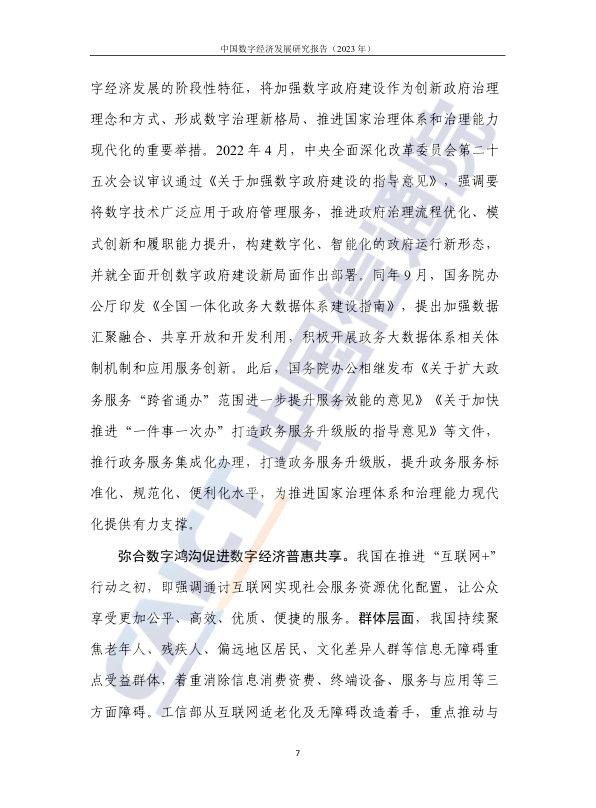 中国数字经济发展研究报告（2023 年）
字经济发展的阶段性特征，将加强数字政府建设作为创新政府治理
理念和方式、形成数字治理新格局、推进国家治理体系和治理能力
现代化的重要举措。2022 年 4 月，中央全面深化改革委员会第二十
五次会议审议通过《关于加强数字政府建设的指导意见》，强调要
将数字技术广泛应用于政府管理服务，推进政府治理流程优化、模
式创新和履职能力提升，构建数字化、智能化的政府运行新形态，
并就全面开创数字政府建设新局面作出部署。同年 9 月，国务院办
公厅印发《全国一体化政务大数据体系建设指南》，提出加强数据
汇聚融合、共享开放和开发利用，积极开展政务大数据体系相关体
制机制和应用服务创新。此后，国务院办公相继发布《关于扩大政
务服务“跨省通办”范围进一步提升服务效能的意见》《关于加快
推进“一件事一次办”打造政务服务升级版的指导意见》等文件，
推行政务服务集成化办理，打造政务服务升级版，提升政务服务标
准化、规范化、便利化水平，为推进国家治理体系和治理能力现代
化提供有力支撑。
弥合数字鸿沟促进数字经济普惠共享。我国在推进“互联网+”
行动之初，即强调通讨互联网实现社会服务资源优化配置，让公众
享受更加公平、高效、优质、便捷的服务。群体层面，我国持续聚
焦老年人、残疾人、偏远地区居民、文化差异人群等信息无障碍重
点受益群体，着重消除信息消费资费、终端设备、服务与应用等三
方面障碍。工信部从互联网适老化及无障碍改造着手，重点推动与
7
CAICT 中国信通院